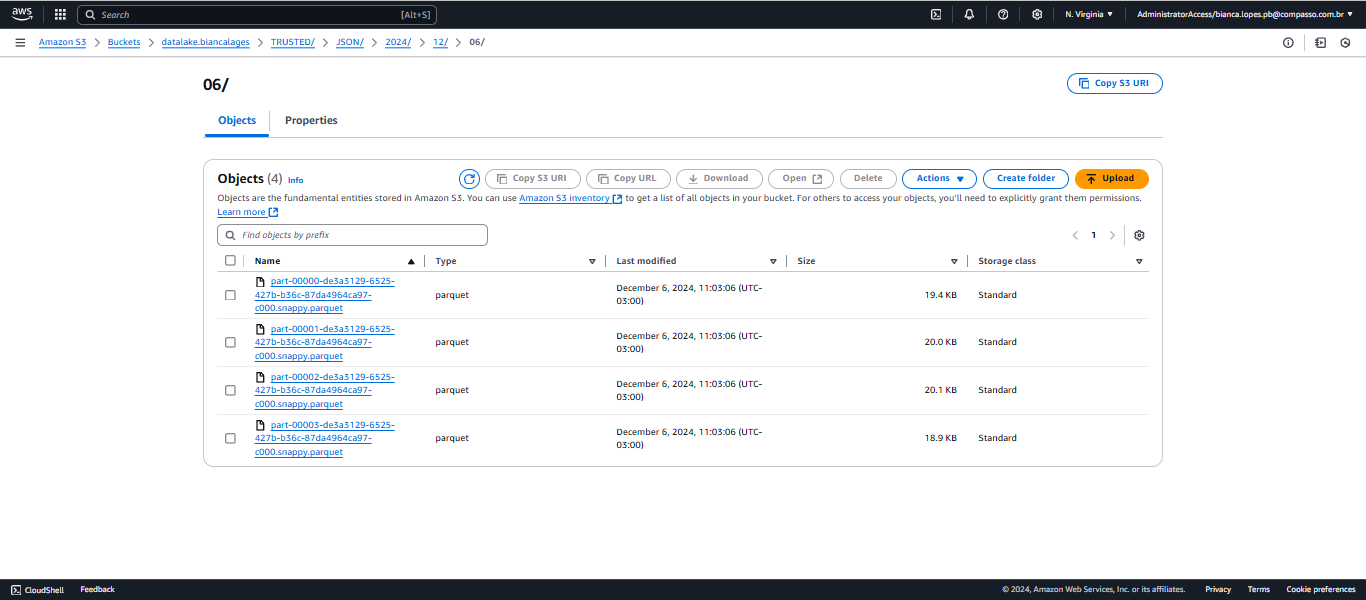 aws
Search [Alt+S] N. Virginia AdministratorAccess/bianca.lopes.pb@compasso.com.br
Amazon S3 Buckets datalake.biancalages TRUSTED/ JSON/ 2024/ 12/ 06/
06/
Copy S3 URI
Objects Properties
Objects (4) Info
Copy S3 URI Copy URL Download Open Delete Actions Create folder Upload
Objects are the fundamental entities stored in Amazon S3. You can use Amazon S3 inventory to get a list of all objects in your bucket. For others to access your objects, you'll need to explicitly grant them permissions.
Learn more
Find objects by prefix
1
Name Type Last modified Size Storage class
part-00000-de3a3129-6525-
427b-b36c-87da4964ca97-
c000.snappy.parquet
parquet
December 6, 2024, 11:03:06 (UTC-
03:00)
19.4 KB
Standard
part-00001-de3a3129-6525-
427b-b36c-87da4964ca97-
c000.snappy.parquet
parquet
December 6, 2024, 11:03:06 (UTC-
03:00)
20.0 KB
Standard
part-00002-de3a3129-6525-
427b-b36c-87da4964ca97-
c000.snappy.parquet
parquet
December 6, 2024, 11:03:06 (UTC-
03:00)
20.1 KB
Standard
part-00003-de3a3129-6525-
427b-b36c-87da4964ca97-
c000.snappy.parquet
parquet
December 6, 2024, 11:03:06 (UTC-
03:00)
18.9 KB
Standard
CloudShell Feedback © 2024, Amazon Web Services, Inc. or its affiliates. Privacy Terms Cookie preferences